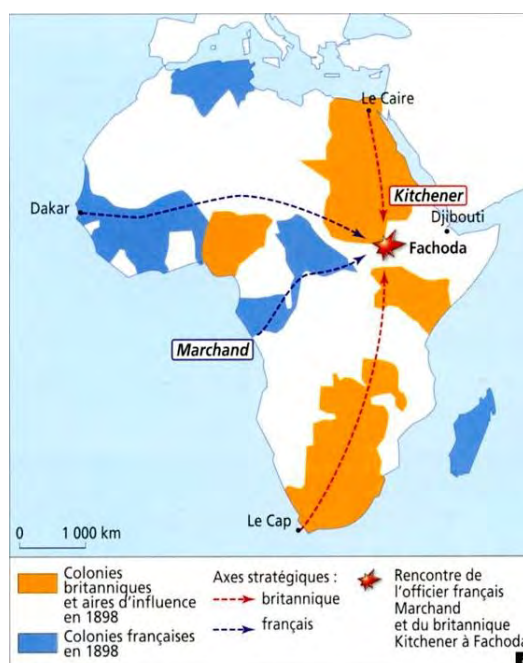 Le Caire
Kitchener
Dakar
Djibouti
Fachoda
Marchand
Le Cap
0 1 000 km
Colonies
britanniques
et aires d'influence
en 1898
Colonies françaises
en 1898
Axes stratégiques :
britannique
français
Rencontre de
l'officier français
Marchand
et du britannique
Kitchener à Fachoda